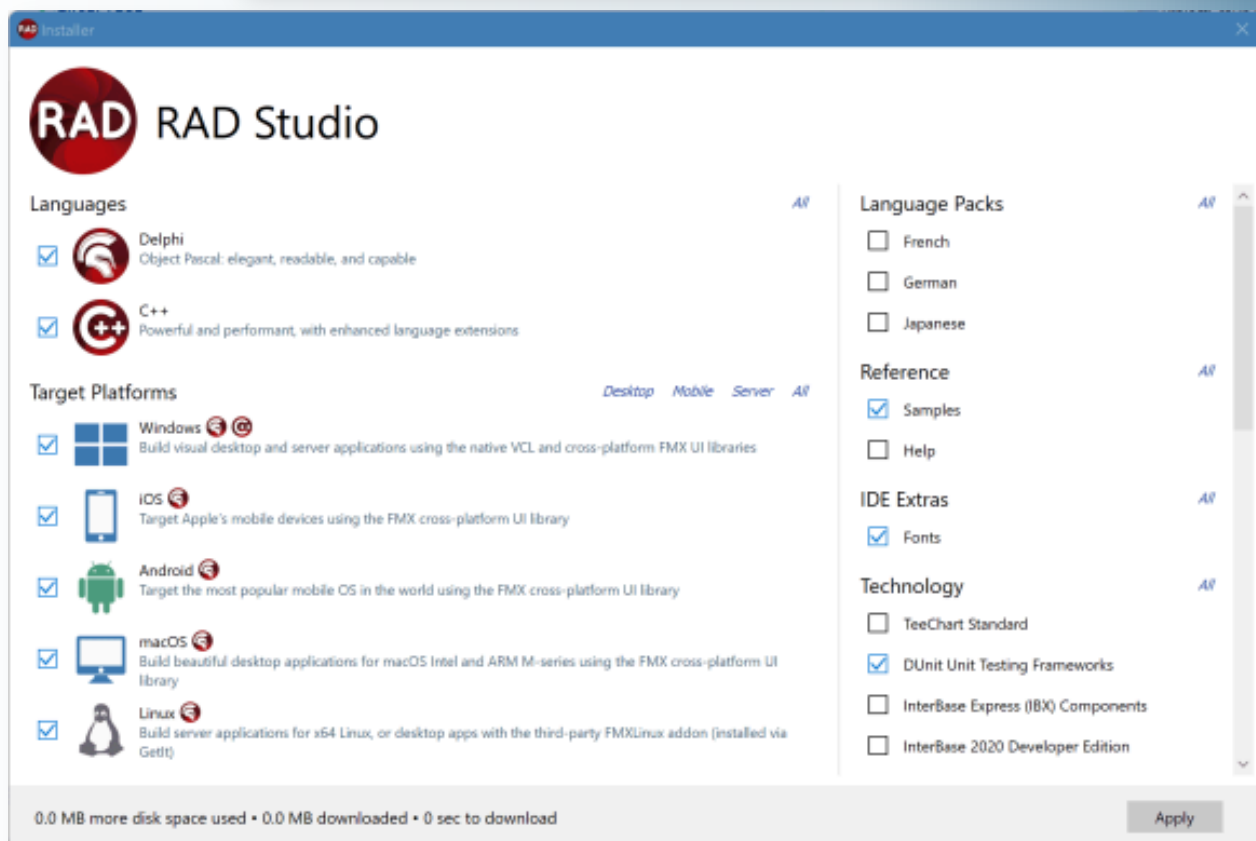 Installer
RAD
RAD Studio
Languages
All
Delphi
Object Pascal: elegant, readable, and capable
C++
Powerful and performant, with enhanced language extensions
Target Platforms
Desktop Mobile Server All
Windows
Build visual desktop and server applications using the native VCL and cross-platform FMX UI libraries
iOS
Target Apple's mobile devices using the FMX cross-platform UI library
Android
Target the most popular mobile OS in the world using the FMX cross-platform UI library
macOS
Build beautiful desktop applications for macOS Intel and ARM M-series using the FMX cross-platform UI
library
Linux
Build server applications for x64 Linux, or desktop apps with the third-party FMXLinux addon (installed via
GetIt)
Language Packs
All
French
German
Japanese
Reference
All
Samples
Help
IDE Extras
All
Fonts
Technology
All
TeeChart Standard
DUnit Unit Testing Frameworks
InterBase Express (IBX) Components
InterBase 2020 Developer Edition
0.0 MB more disk space used • 0.0 MB downloaded • 0 sec to download
Apply